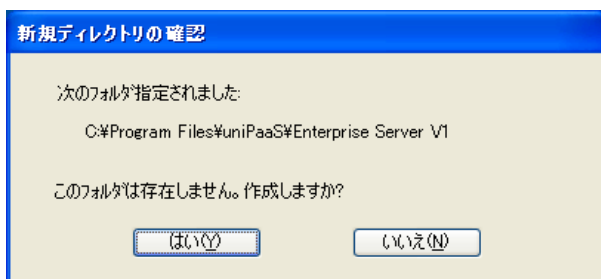 新規ディレクトリの確認
次のフォルダ指定されました:
C:¥Program Files¥uniPaaS¥Enterprise Server V1
このフォルダは存在しません。作成しますか?
はい(Y) いいえ(N)